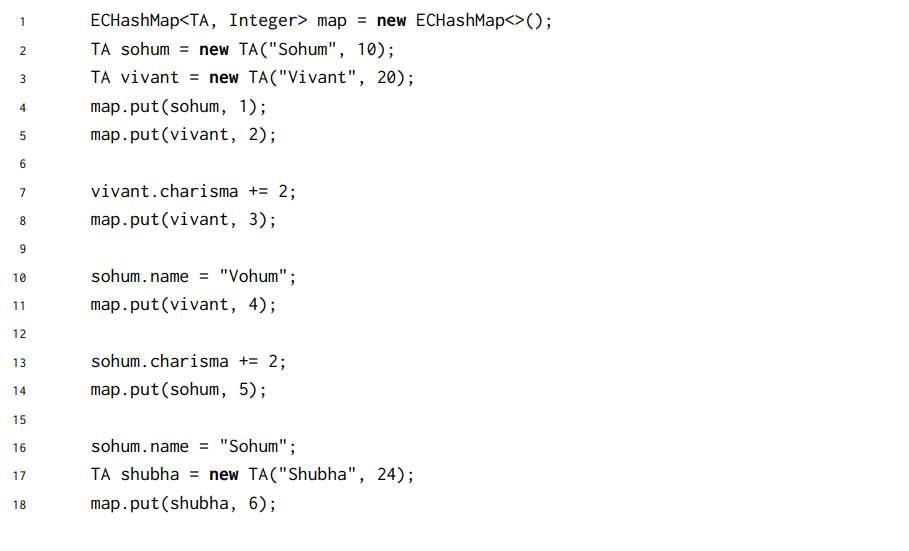 1 ECHashMap<TA, Integer> map = new ECHashMap<>();
2 TA sohum = new TA("Sohum", 10);
3 TA vivant = new TA("Vivant", 20);
4 map.put(sohum, 1);
5 map.put(vivant, 2);
6
7 vivant.charisma += 2;
8 map.put(vivant, 3);
9
10 sohum.name = "Vohum";
11 map.put(vivant, 4);
12
13 sohum.charisma += 2;
14 map.put(sohum, 5);
15
16 sohum.name = "Sohum";
17 TA shubha = new TA("Shubha", 24);
18 map.put(shubha, 6);